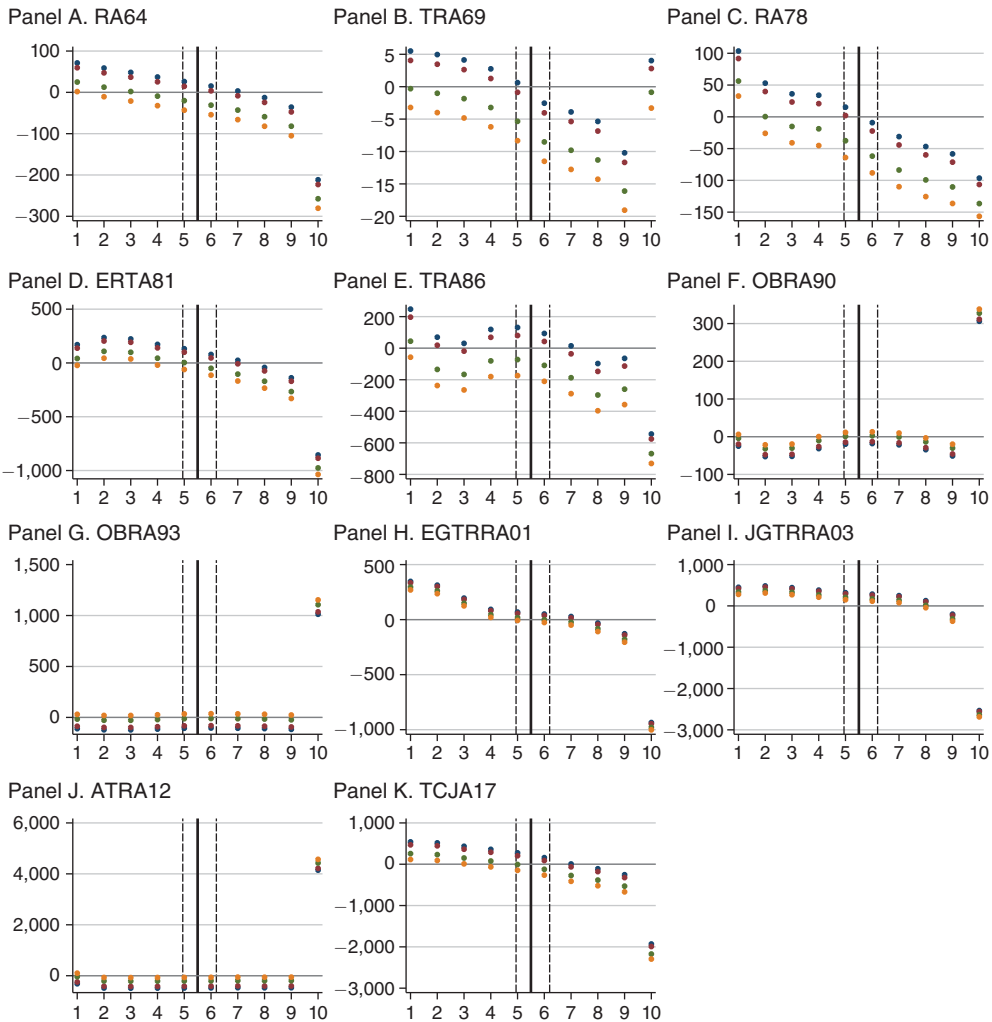 Panel A. RA64
100
0
−100
−200
−300
1 2 3 4 5 6 7 8 9 10
Panel B. TRA69
5
0
−5
−10
−15
−20
1 2 3 4 5 6 7 8 9 10
Panel C. RA78
100
50
0
−50
−100
−150
1 2 3 4 5 6 7 8 9 10
Panel D. ERTA81
500
0
−500
−1,000
1 2 3 4 5 6 7 8 9 10
Panel E. TRA86
200
0
−200
−400
−600
−800
1 2 3 4 5 6 7 8 9 10
Panel F. OBRA90
300
200
100
0
−100
1 2 3 4 5 6 7 8 9 10
Panel G. OBRA93
1,500
1,000
500
0
1 2 3 4 5 6 7 8 9 10
Panel H. EGTRRA01
500
0
−500
−1,000
1 2 3 4 5 6 7 8 9 10
Panel I. JGTRRA03
1,000
0
−1,000
−2,000
−3,000
1 2 3 4 5 6 7 8 9 10
Panel J. ATRA12
6,000
4,000
2,000
0
1 2 3 4 5 6 7 8 9 10
Panel K. TCJA17
1,000
0
−1,000
−2,000
−3,000
1 2 3 4 5 6 7 8 9 10